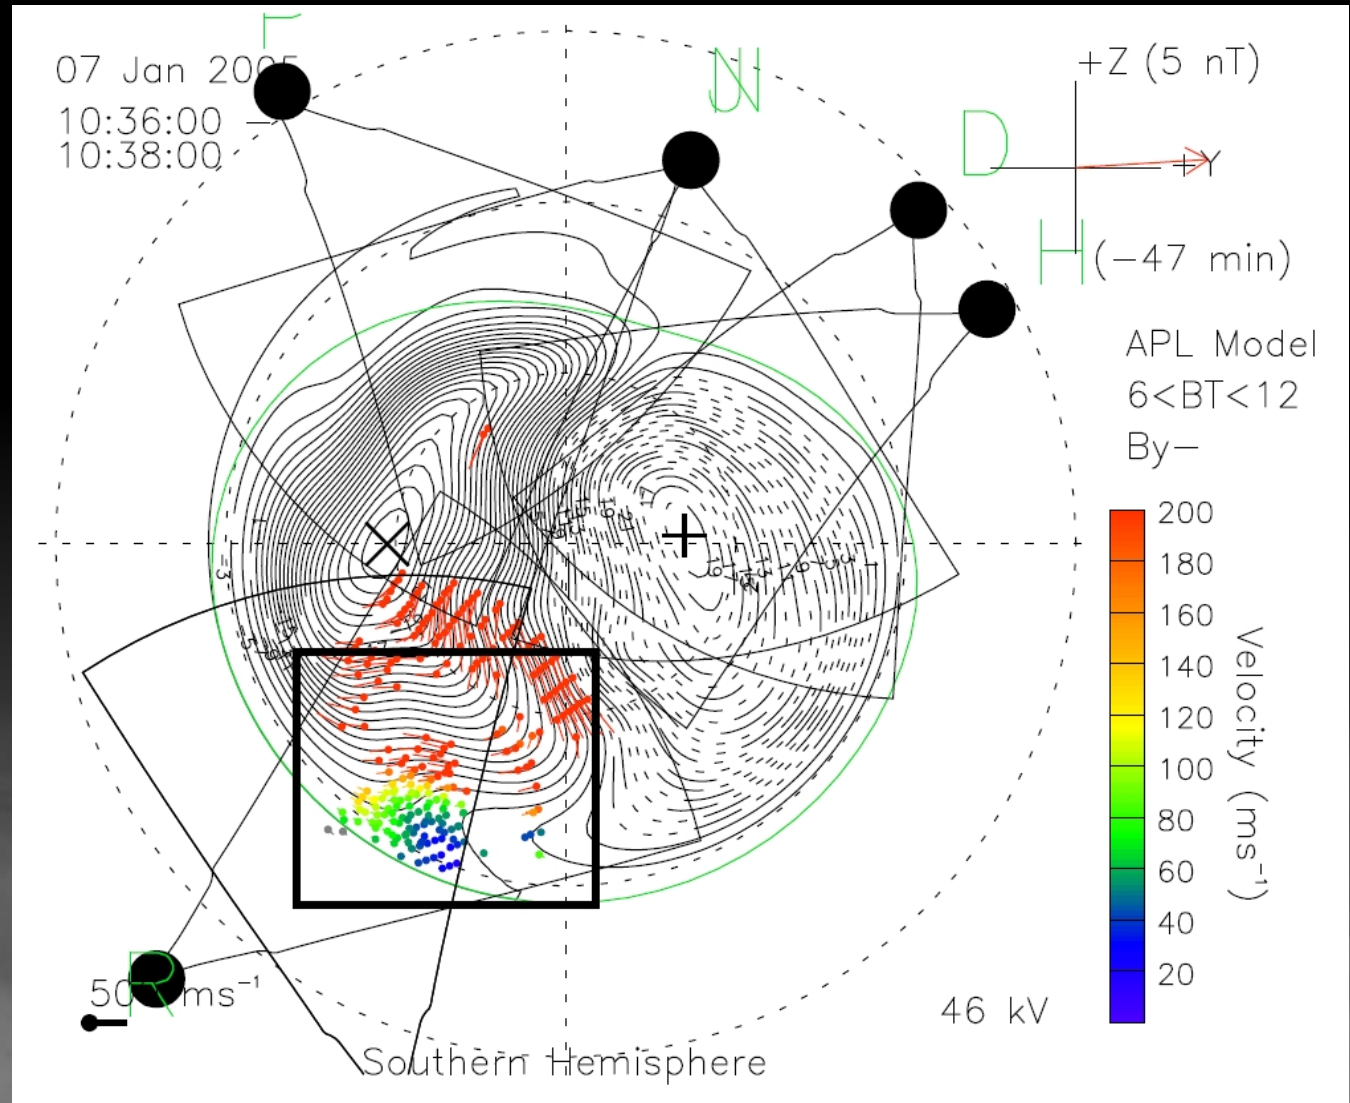 07 Jan 2005
10:36:00 —
10:38:00
N
D
H
R
+Z (5 nT)
+Y
(-47 min)
APL Model
6<BT<12
By-
200
180
160
140
120
100
80
60
40
20
Velocity (ms⁻¹)
46 kV
ms⁻¹
Southern Hemisphere